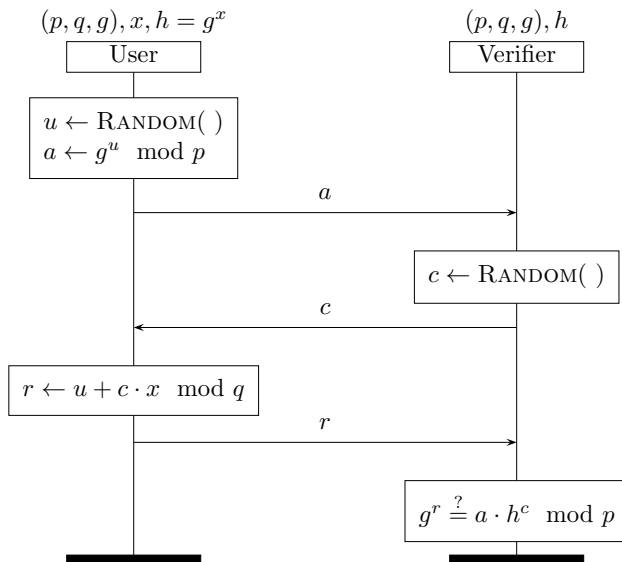 (p, q, g), x, h = g^x
(p, q, g), h
User
Verifier
u ← RANDOM( )
a ← g^u mod p
a
c ← RANDOM( )
c
r ← u + c · x mod q
r
g^r ≟ a · h^c mod p